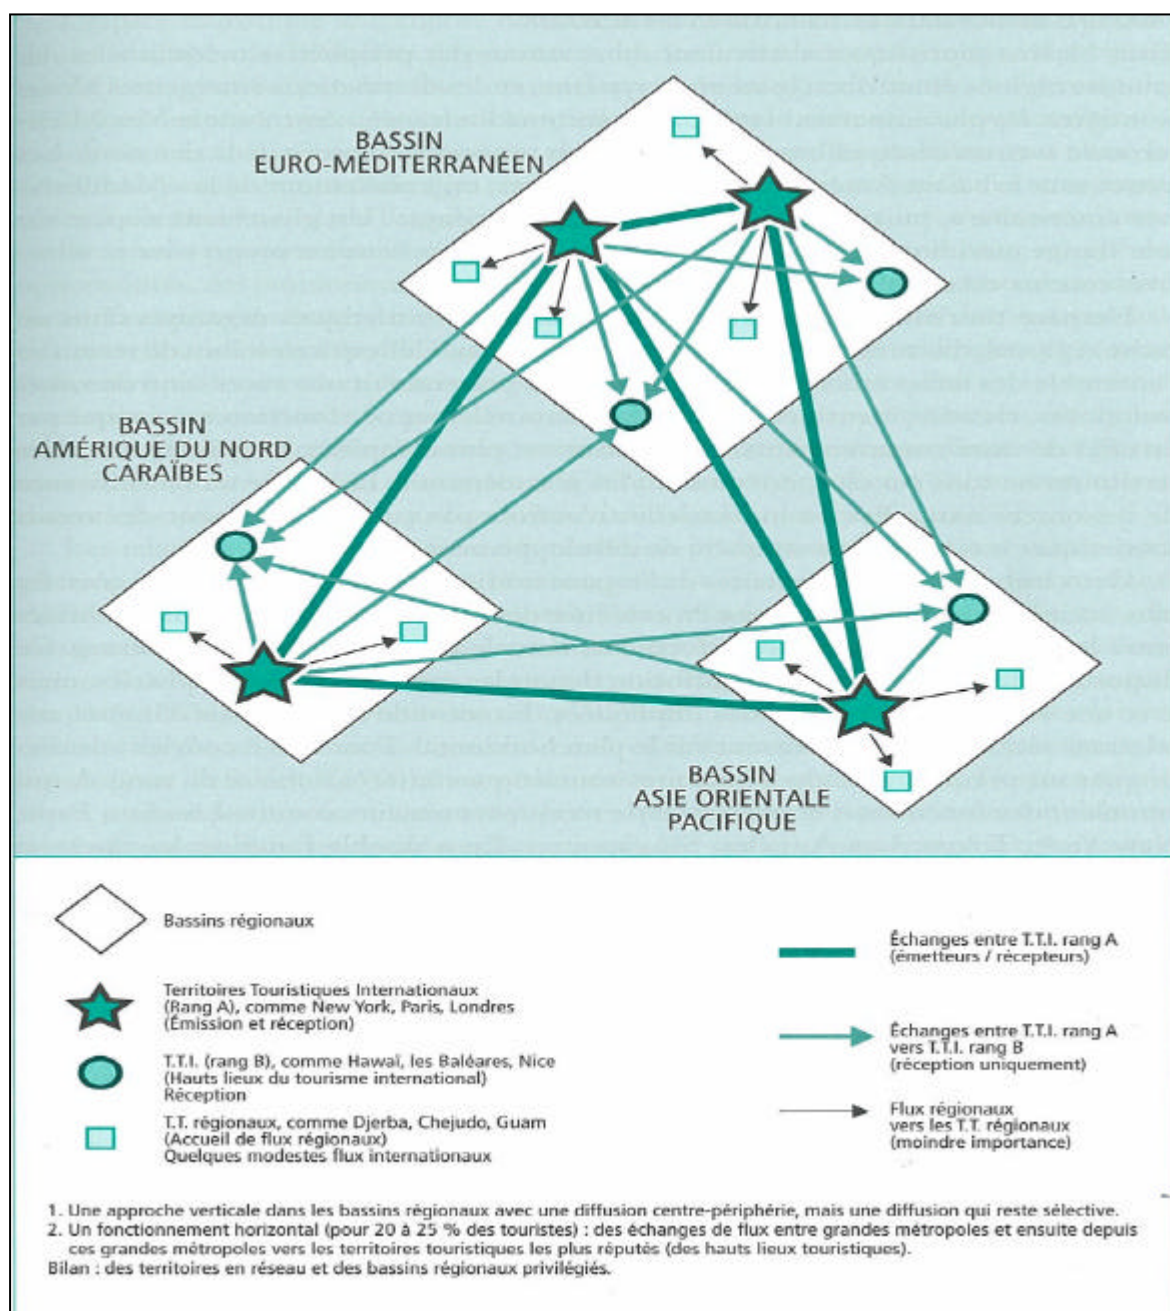 BASSIN
EURO-MÉDITERRANÉEN
BASSIN
AMÉRIQUE DU NORD
CARAÏBES
BASSIN
ASIE ORIENTALE
PACIFIQUE
Bassins régionaux
Territoires Touristiques Internationaux
(Rang A), comme New York, Paris, Londres
(Émission et réception)
T.T.I. (rang B), comme Hawaï, les Baléares, Nice
(Hauts lieux du tourisme international)
Réception
T.T. régionaux, comme Djerba, Chejudo, Guam
(Accueil de flux régionaux)
Quelques modestes flux internationaux
Échanges entre T.T.I. rang A
(émetteurs / récepteurs)
Échanges entre T.T.I. rang A
vers T.T.I. rang B
(réception uniquement)
Flux régionaux
vers les T.T. régionaux
(moindre importance)
1. Une approche verticale dans les bassins régionaux avec une diffusion centre-périphérie, mais une diffusion qui reste sélective.
2. Un fonctionnement horizontal (pour 20 à 25 % des touristes) : des échanges de flux entre grandes métropoles et ensuite depuis
ces grandes métropoles vers les territoires touristiques les plus réputés (des hauts lieux touristiques).
Bilan : des territoires en réseau et des bassins régionaux privilégiés.